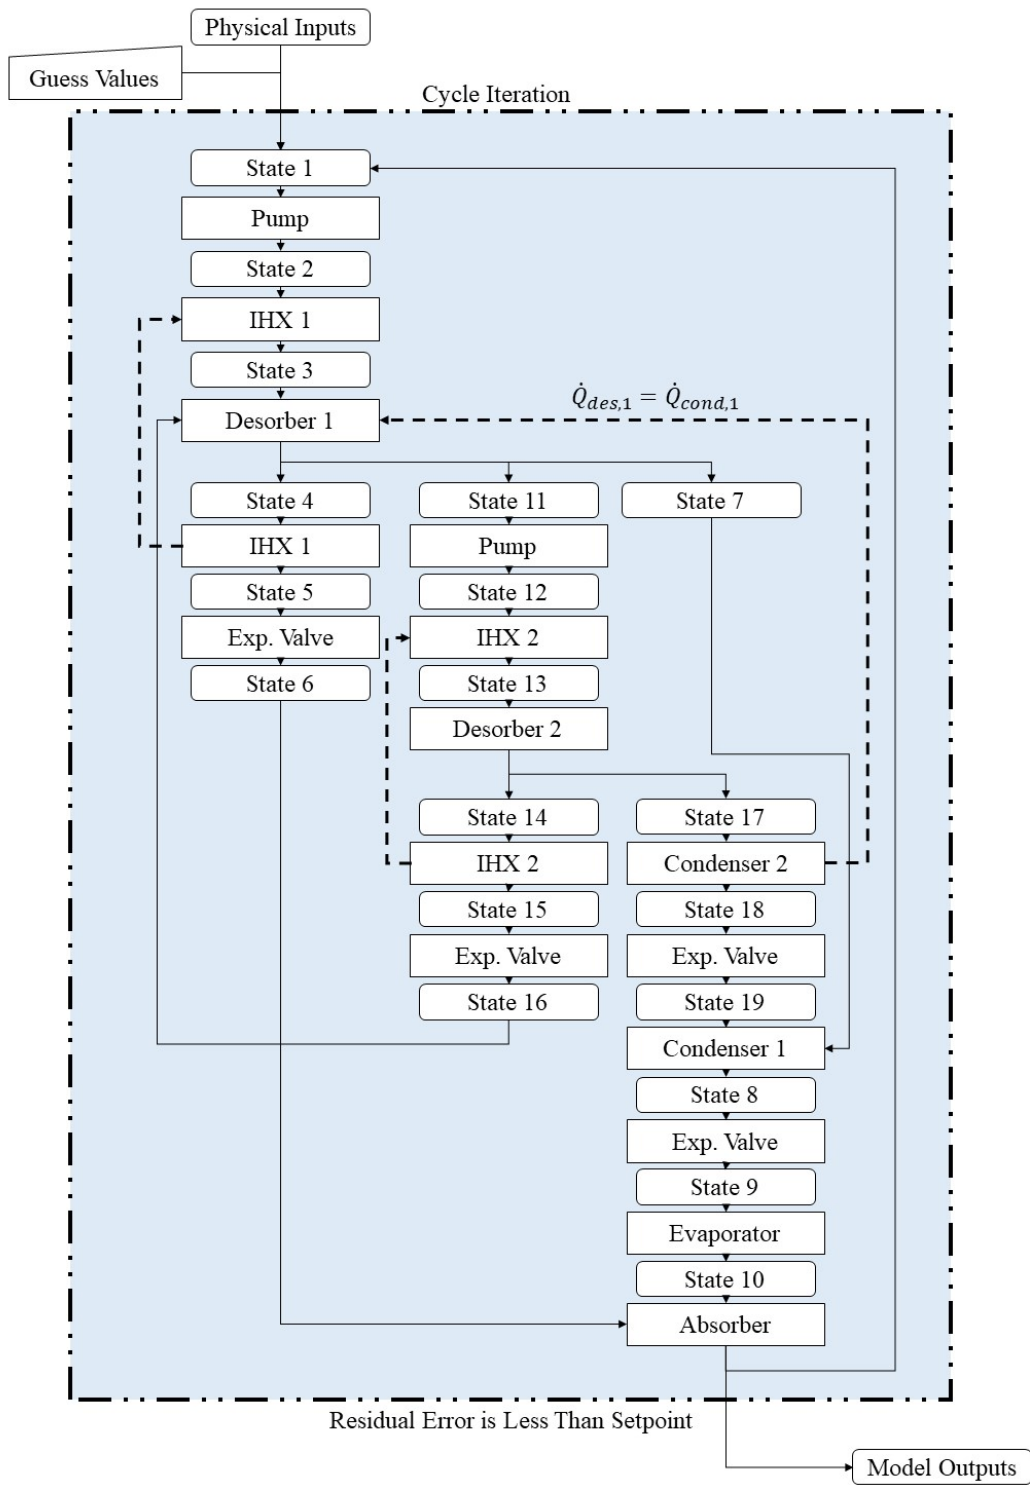 Physical Inputs
Guess Values
Cycle Iteration
State 1
Pump
State 2
IHX 1
State 3
Q̇des,1 = Q̇cond,1
Desorber 1
State 4
State 11
State 7
IHX 1
Pump
State 5
State 12
Exp. Valve
IHX 2
State 6
State 13
Desorber 2
State 14
State 17
IHX 2
Condenser 2
State 15
State 18
Exp. Valve
Exp. Valve
State 16
State 19
Condenser 1
State 8
Exp. Valve
State 9
Evaporator
State 10
Absorber
Residual Error is Less Than Setpoint
Model Outputs